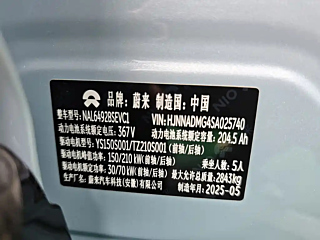 品牌: 蔚来 制造国: 中国
整车型号: NAL6492BSEVC1 VIN: HJNNADMG4SA025740
动力电池系统额定电压: 367V 动力电池系统额定容量: 204.5 Ah
驱动电机型号: YS150S001/TZ210S001 (前轴/后轴)
驱动电机峰值功率: 150/210 kW (前轴/后轴) 乘坐人数: 5人
驱动电机额定功率: 30/70 kW (前轴/后轴) 最大允许总质量: 2843kg
制造商: 蔚来汽车科技(安徽)有限公司 制造年月: 2025-05